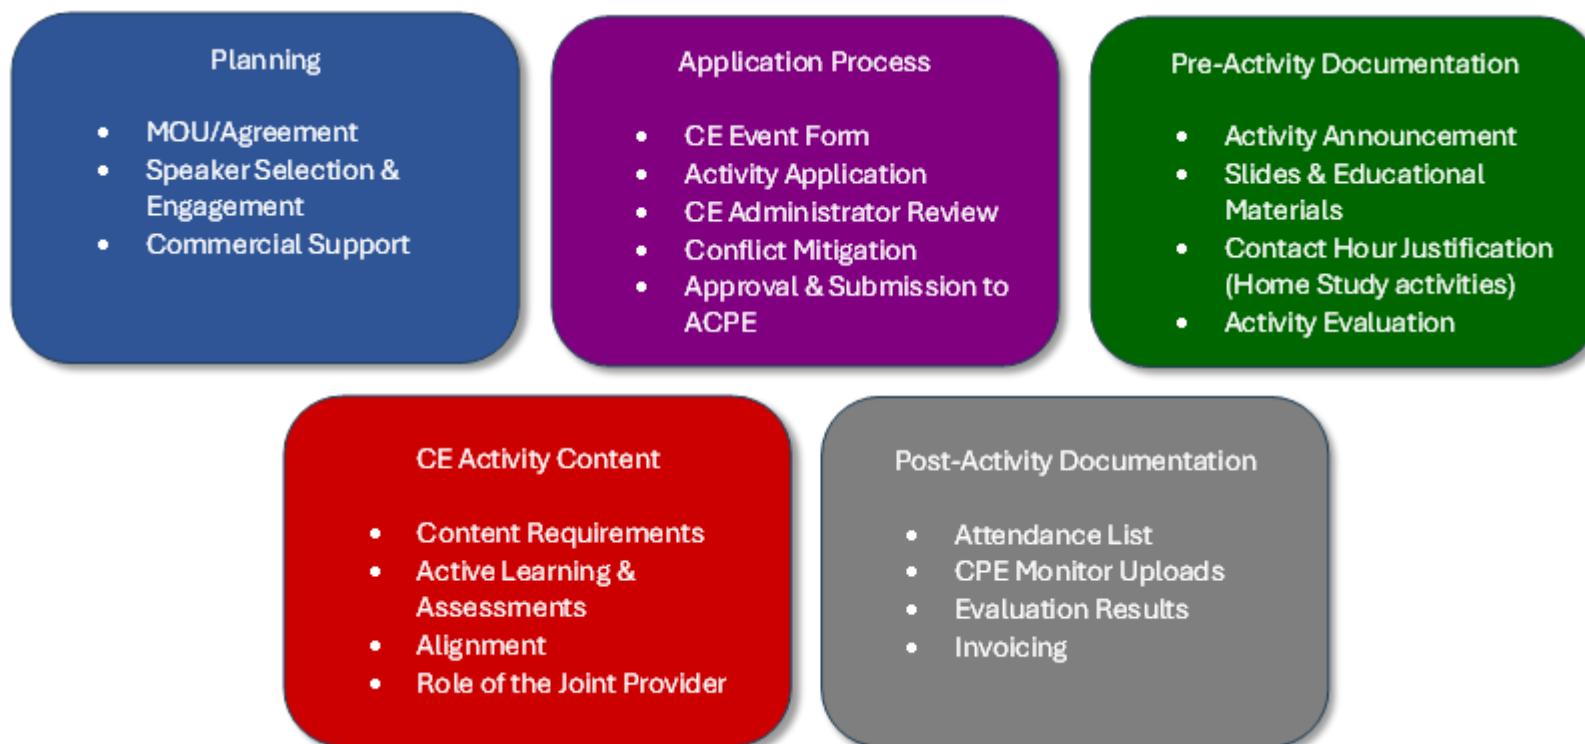 Planning
• MOU/Agreement
• Speaker Selection &
Engagement
• Commercial Support
Application Process
• CE Event Form
• Activity Application
• CE Administrator Review
• Conflict Mitigation
• Approval & Submission to
ACPE
Pre-Activity Documentation
• Activity Announcement
• Slides & Educational
Materials
• Contact Hour Justification
(Home Study activities)
• Activity Evaluation
CE Activity Content
• Content Requirements
• Active Learning &
Assessments
• Alignment
• Role of the Joint Provider
Post-Activity Documentation
• Attendance List
• CPE Monitor Uploads
• Evaluation Results
• Invoicing